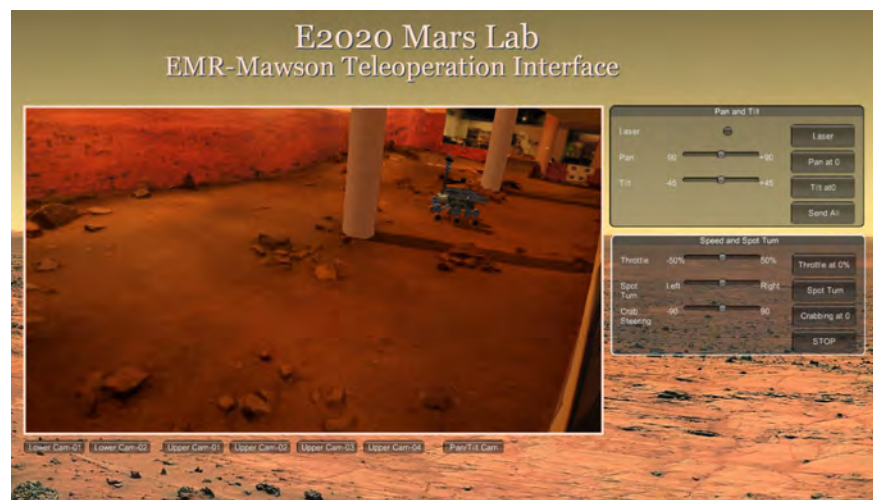 E2020 Mars Lab
EMR-Mawson Teleoperation Interface
Pan and Tilt
Laser
Laser
Pan -90 +90
Pan at 0
Tilt -45 +45
Tilt at0
Send All
Speed and Spot Turn
Throttle -50% 50%
Throttle at 0%
Spot Turn Left Right
Spot Turn
Crab Steering -90 90
Crabbing at 0
STOP
Lower Cam-01 Lower Cam-02 Upper Cam-01 Upper Cam-02 Upper Cam-03 Upper Cam-04 Pan/Tilt Cam